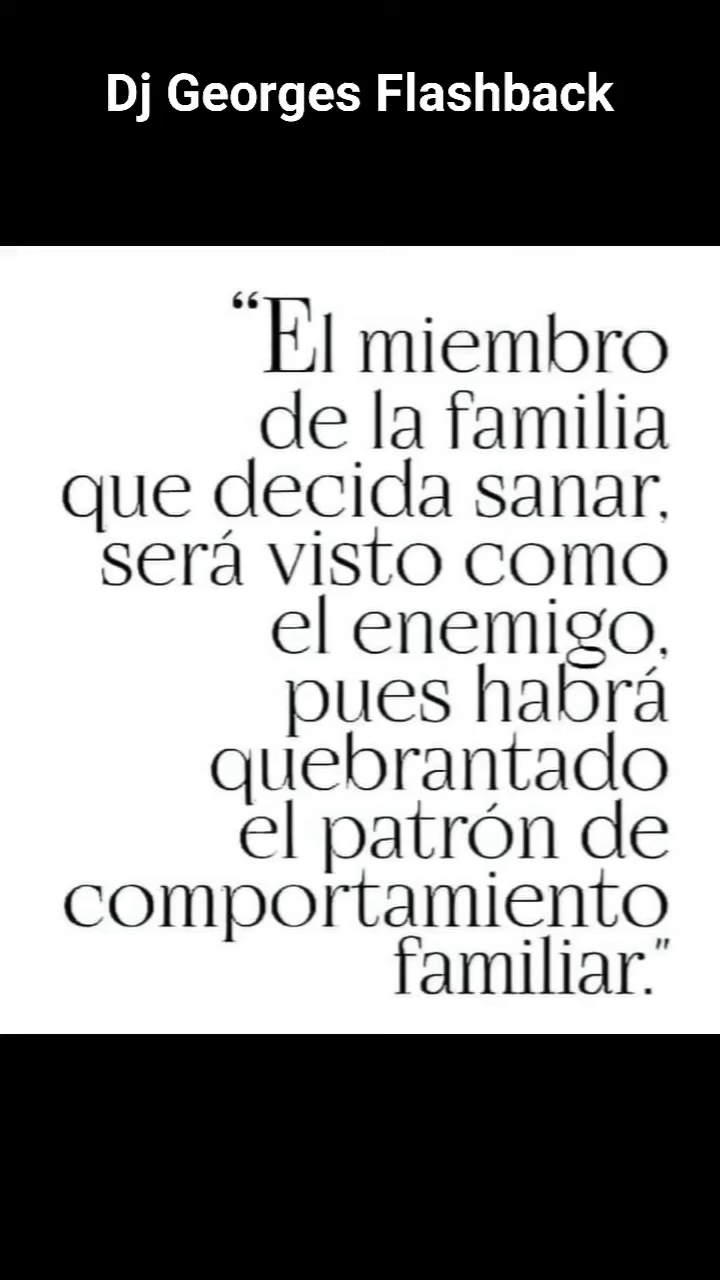 Dj Georges Flashback
“El miembro
de la familia
que decida sanar,
será visto como
el enemigo,
pues habrá
quebrantado
el patrón de
comportamiento
familiar."